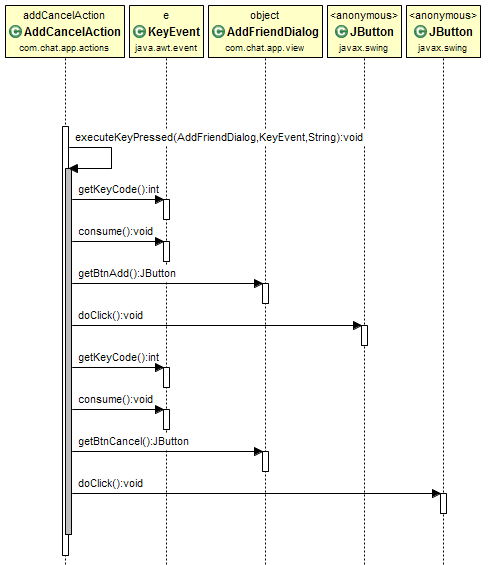 addCancelAction
C AddCancelAction
com.chat.app.actions
e
C KeyEvent
java.awt.event
object
C AddFriendDialog
com.chat.app.view
<anonymous>
C JButton
javax.swing
<anonymous>
C JButton
javax.swing
executeKeyPressed(AddFriendDialog,KeyEvent,String):void
getKeyCode():int
consume():void
getBtnAdd():JButton
doClick():void
getKeyCode():int
consume():void
getBtnCancel():JButton
doClick():void